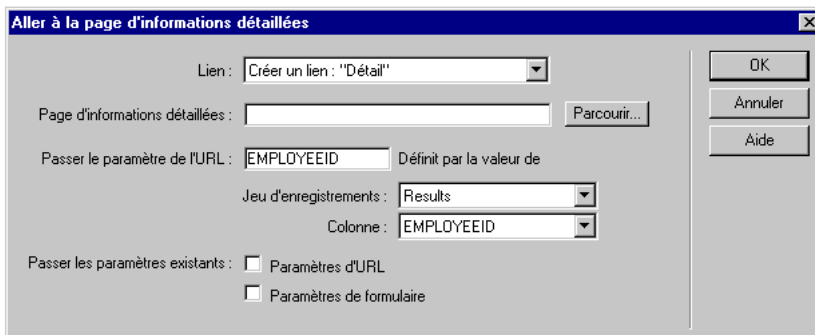 Aller à la page d'informations détaillées
Lien : Créer un lien : "Détail" OK
Page d'informations détaillées : Parcourir... Annuler
Aide
Passer le paramètre de l'URL : EMPLOYEEID Définit par la valeur de
Jeu d'enregistrements : Results
Colonne : EMPLOYEEID
Passer les paramètres existants : Paramètres d'URL
Paramètres de formulaire